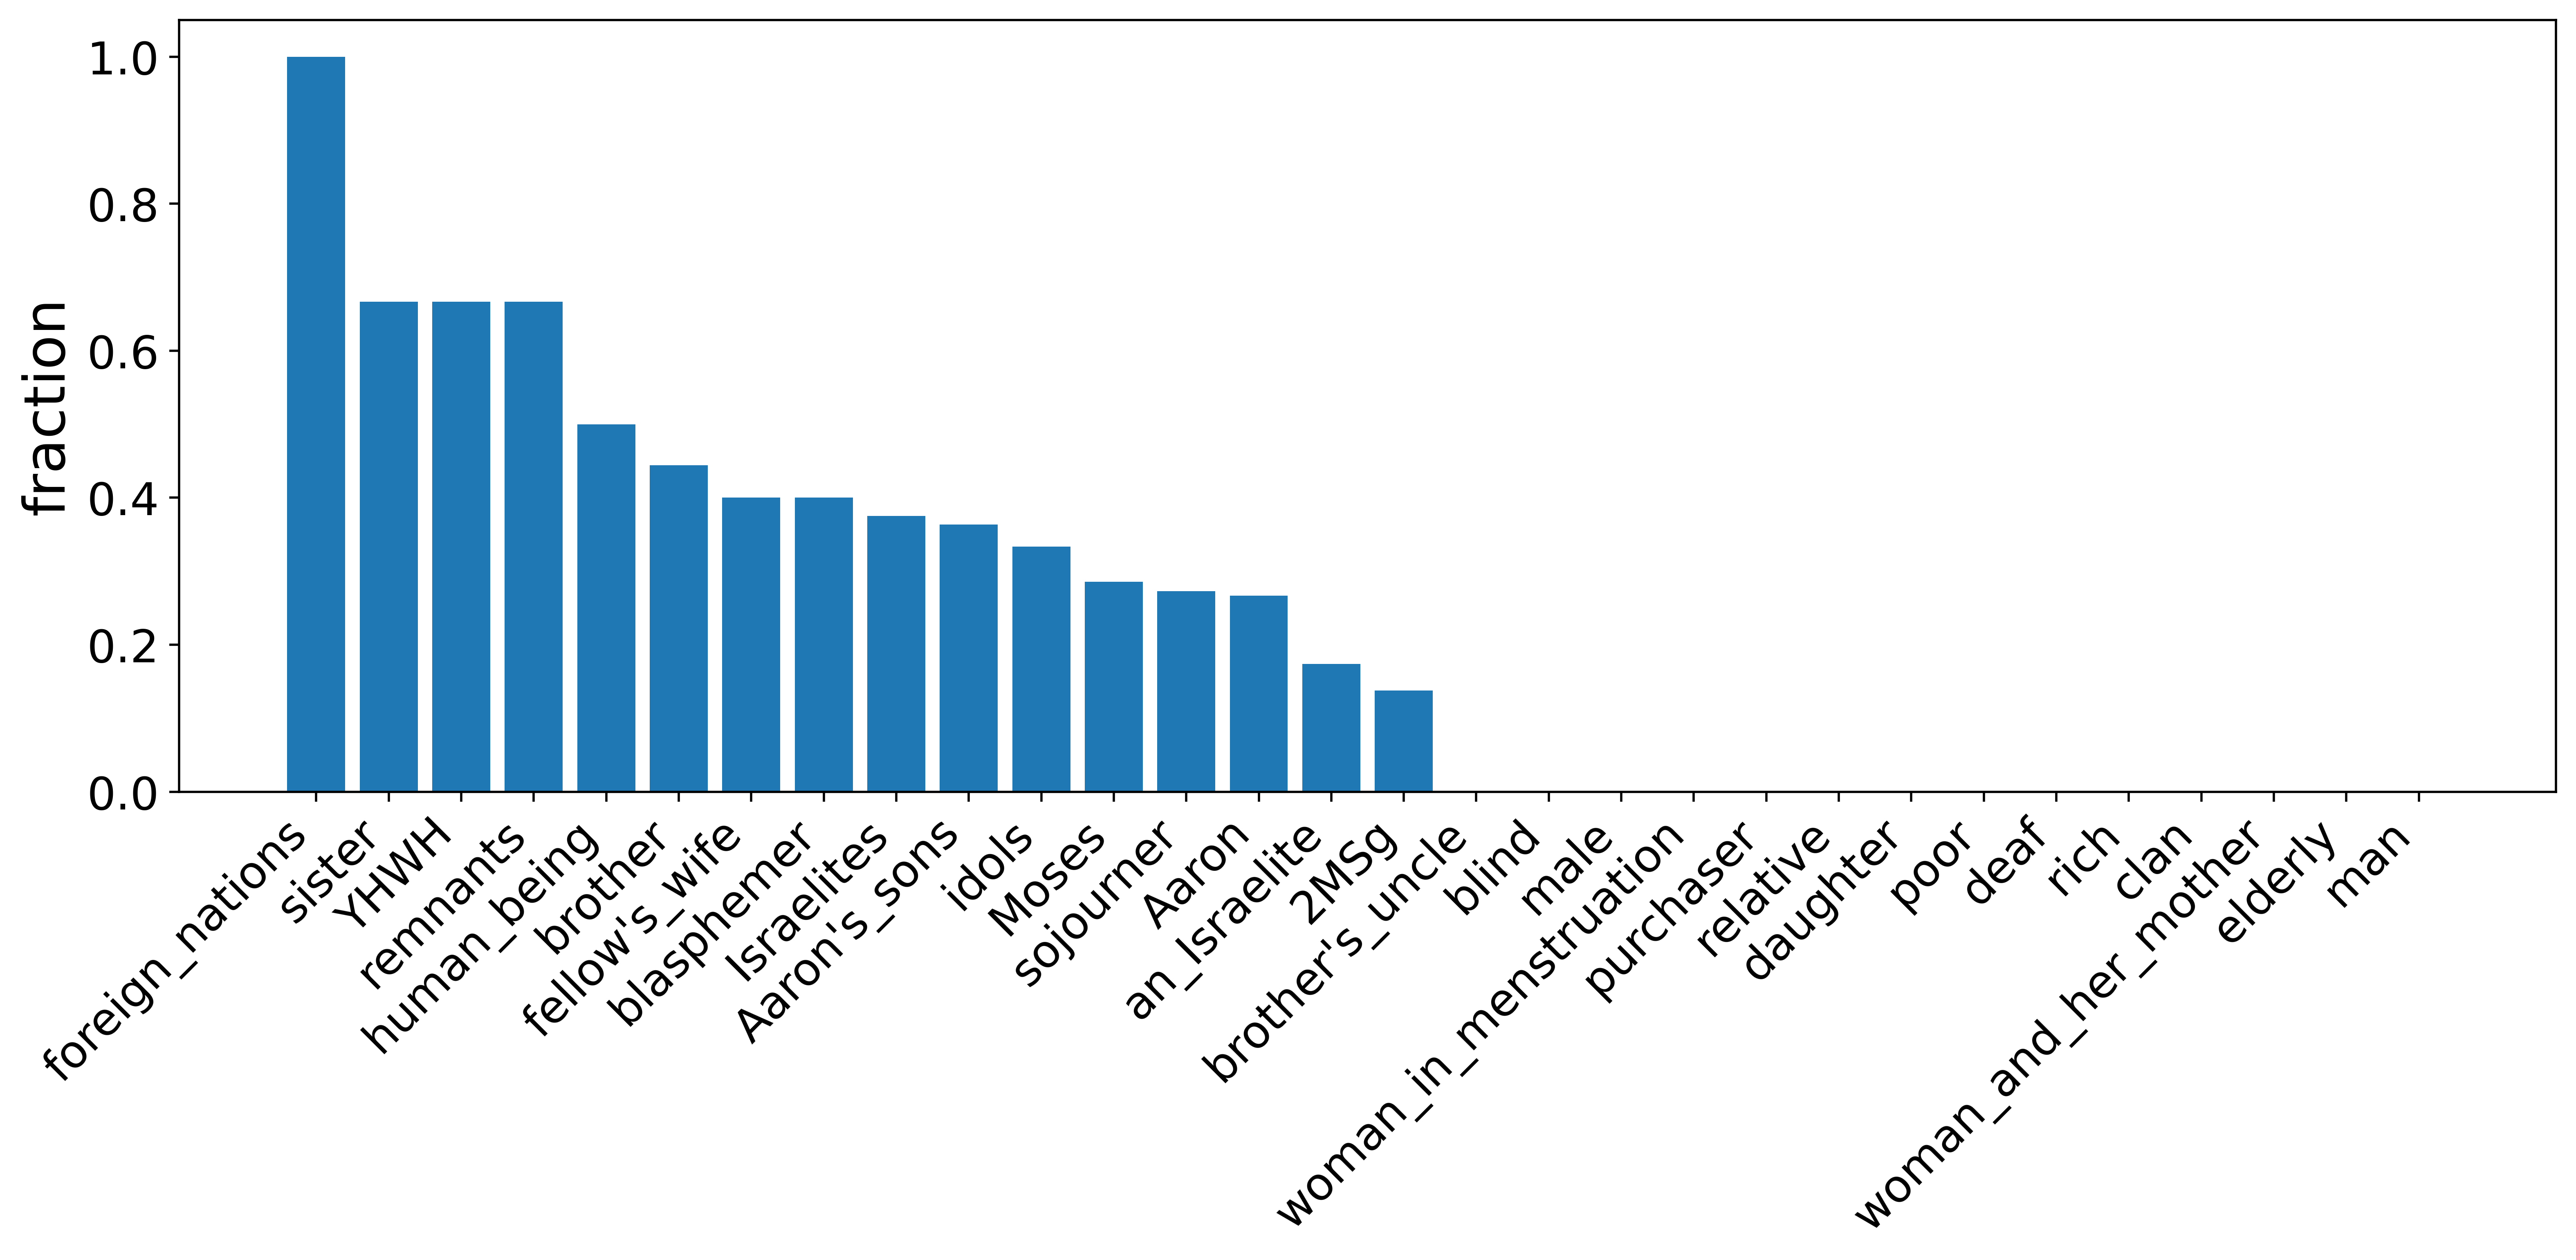 fraction
1.0
0.8
0.6
0.4
0.2
0.0
foreign_nations
sister
YHWH
remnants
human_being
brother
fellow's_wife
blasphemer
Israelites
Aaron's_sons
idols
Moses
sojourner
Aaron
an_Israelite
2MSg
brother's_uncle
blind
male
woman_in_menstruation
purchaser
relative
daughter
poor
deaf
rich
clan
woman_and_her_mother
elderly
man